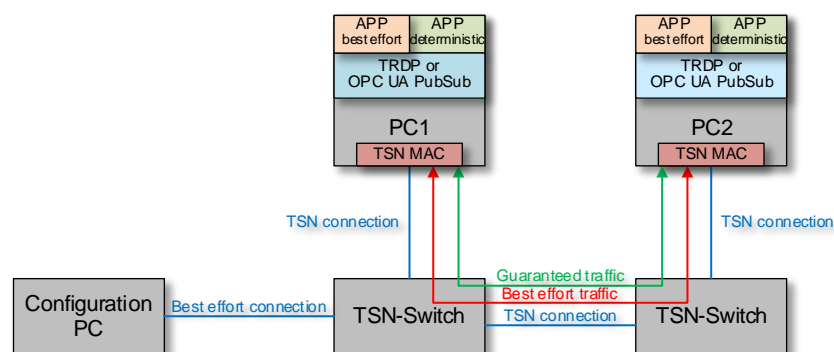 APP
best effort
APP
deterministic
TRDP or
OPC UA PubSub
PC1
TSN MAC
APP
best effort
APP
deterministic
TRDP or
OPC UA PubSub
PC2
TSN MAC
TSN connection
TSN connection
Guaranteed traffic
Best effort traffic
Configuration
PC
Best effort connection
TSN-Switch
TSN connection
TSN-Switch